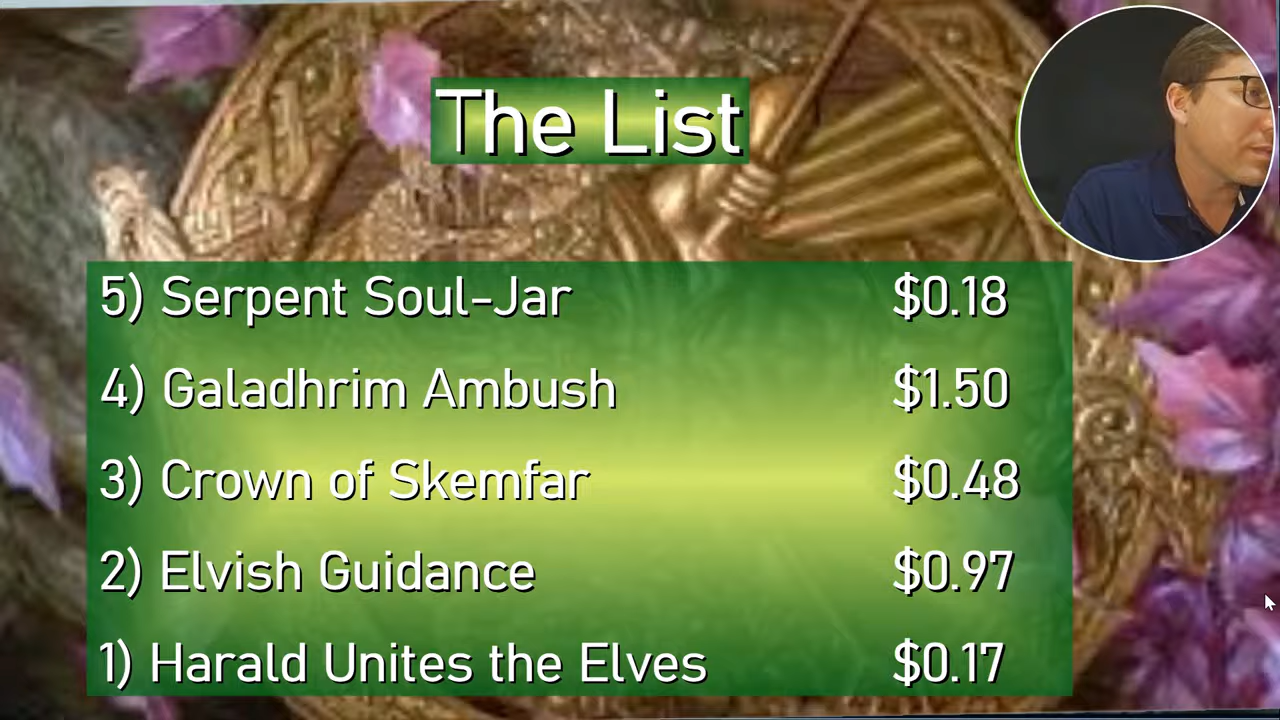 The List
5) Serpent Soul-Jar $0.18
4) Galadhrim Ambush $1.50
3) Crown of Skemfar $0.48
2) Elvish Guidance $0.97
1) Harald Unites the Elves $0.17